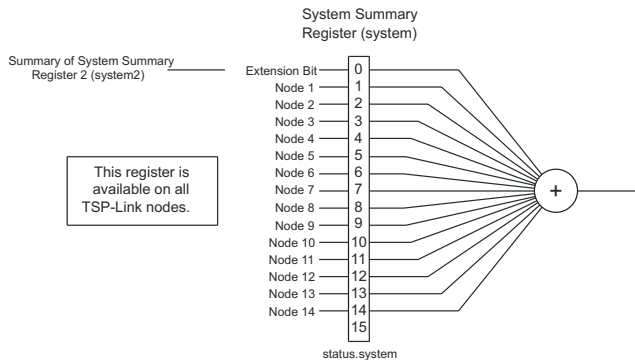 System Summary
Register (system)
Summary of System Summary
Register 2 (system2)
Extension Bit 0
Node 1 1
Node 2 2
Node 3 3
Node 4 4
Node 5 5
Node 6 6
Node 7 7
Node 8 8
Node 9 9
Node 10 10
Node 11 11
Node 12 12
Node 13 13
Node 14 14
15
This register is
available on all
TSP-Link nodes.
+
status.system